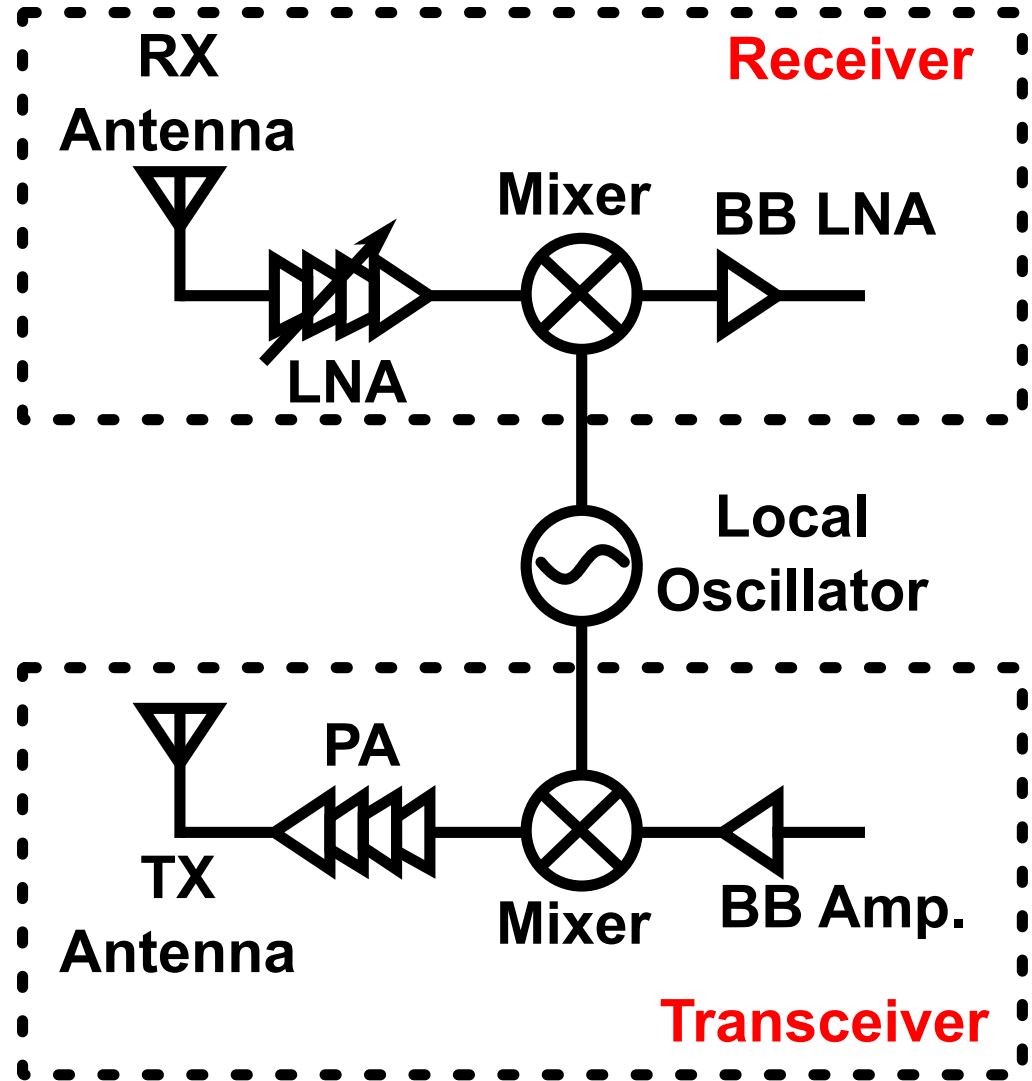 RX
Antenna
Receiver
Mixer
BB LNA
LNA
Local
Oscillator
PA
TX
Antenna
Mixer
BB Amp.
Transceiver